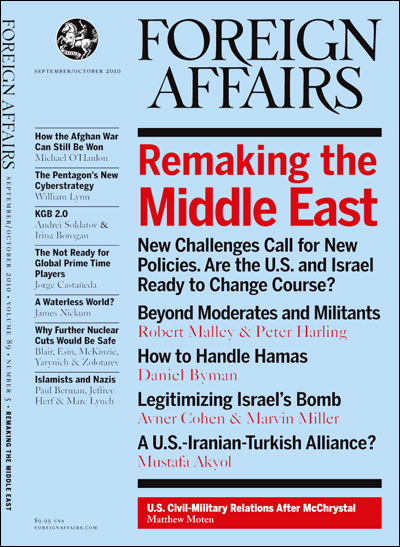 FOREIGN AFFAIRS SEPTEMBER/OCTOBER 2010 • VOLUME 89 • NUMBER 5 • REMAKING THE MIDDLE EAST
SEPTEMBER/OCTOBER 2010
FOREIGN
AFFAIRS
How the Afghan War
Can Still Be Won
Michael O'Hanlon
The Pentagon's New
Cyberstrategy
William Lynn
KGB 2.0
Andrei Soldatov &
Irina Borogan
The Not Ready for
Global Prime Time
Players
Jorge Castañeda
A Waterless World?
James Nickum
Why Further Nuclear
Cuts Would Be Safe
Blair, Esin, McKinzie,
Yarynich & Zolotarev
Islamists and Nazis
Paul Berman, Jeffrey
Herf & Marc Lynch
$9.95 USA
FOREIGNAFFAIRS.COM
Remaking the
Middle East
New Challenges Call for New
Policies. Are the U.S. and Israel
Ready to Change Course?
Beyond Moderates and Militants
Robert Malley & Peter Harling
How to Handle Hamas
Daniel Byman
Legitimizing Israel's Bomb
Avner Cohen & Marvin Miller
A U.S.-Iranian-Turkish Alliance?
Mustafa Akyol
U.S. Civil-Military Relations After McChrystal
Matthew Moten